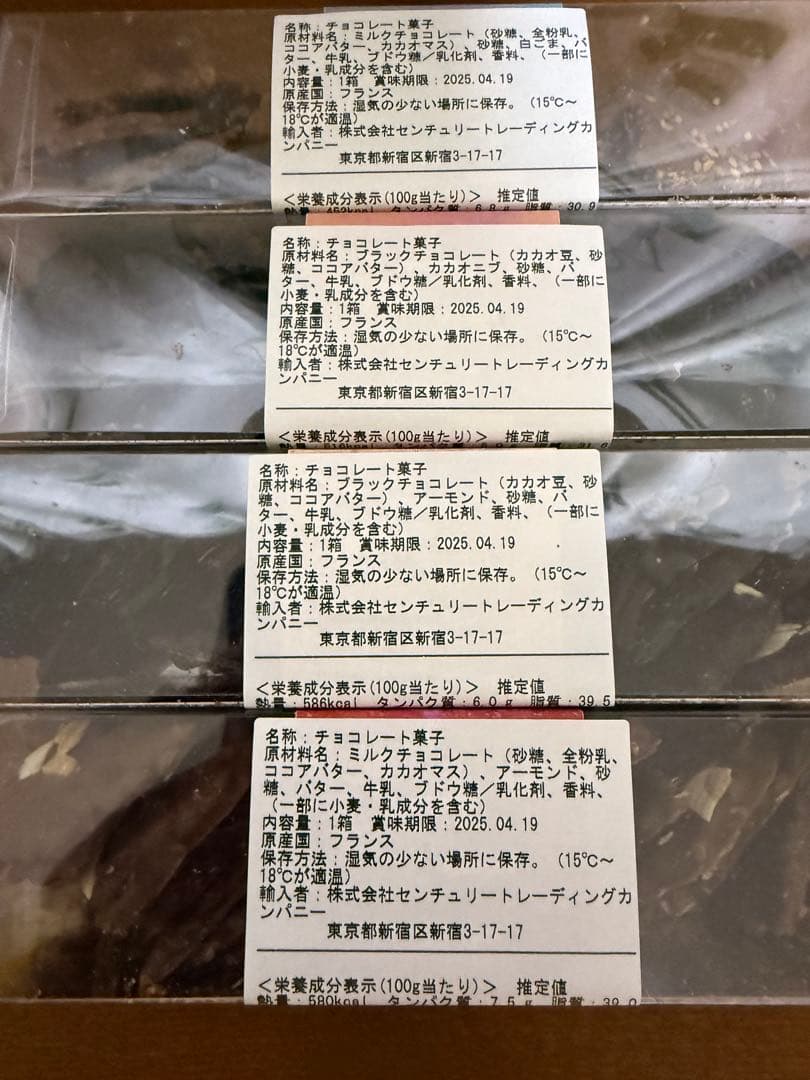 名称：チョコレート菓子
原材料名：ミルクチョコレート（砂糖、全粉乳、
ココアバター、カカオマス）、砂糖、白ごま、バ
ター、牛乳、ブドウ糖／乳化剤、香料、（一部に
小麦・乳成分を含む）
内容量：1箱　賞味期限：2025.04.19
原産国：フランス
保存方法：湿気の少ない場所に保存。（15℃～
18℃が適温）
輸入者：株式会社センチュリートレーディングカ
ンパニー
東京都新宿区新宿3-17-17
＜栄養成分表示(100g当たり)＞　推定値
熱量：452kcal　タンパク質：6.8g　脂質：30.9
名称：チョコレート菓子
原材料名：ブラックチョコレート（カカオ豆、砂
糖、ココアバター）、カカオニブ、砂糖、バ
ター、牛乳、ブドウ糖／乳化剤、香料、（一部に
小麦・乳成分を含む）
内容量：1箱　賞味期限：2025.04.19
原産国：フランス
保存方法：湿気の少ない場所に保存。（15℃～
18℃が適温）
輸入者：株式会社センチュリートレーディングカ
ンパニー
東京都新宿区新宿3-17-17
＜栄養成分表示(100g当たり)＞　推定値
名称：チョコレート菓子
原材料名：ブラックチョコレート（カカオ豆、砂
糖、ココアバター）、アーモンド、砂糖、バ
ター、牛乳、ブドウ糖／乳化剤、香料、（一部に
小麦・乳成分を含む）
内容量：1箱　賞味期限：2025.04.19
原産国：フランス
保存方法：湿気の少ない場所に保存。（15℃～
18℃が適温）
輸入者：株式会社センチュリートレーディングカ
ンパニー
東京都新宿区新宿3-17-17
＜栄養成分表示(100g当たり)＞　推定値
熱量：586kcal　タンパク質：6.0g　脂質：39.5
名称：チョコレート菓子
原材料名：ミルクチョコレート（砂糖、全粉乳、
ココアバター、カカオマス）、アーモンド、砂
糖、バター、牛乳、ブドウ糖／乳化剤、香料、
（一部に小麦・乳成分を含む）
内容量：1箱　賞味期限：2025.04.19
原産国：フランス
保存方法：湿気の少ない場所に保存。（15℃～
18℃が適温）
輸入者：株式会社センチュリートレーディングカ
ンパニー
東京都新宿区新宿3-17-17
＜栄養成分表示(100g当たり)＞　推定値
熱量：580kcal　タンパク質：7.5g　脂質：39.0